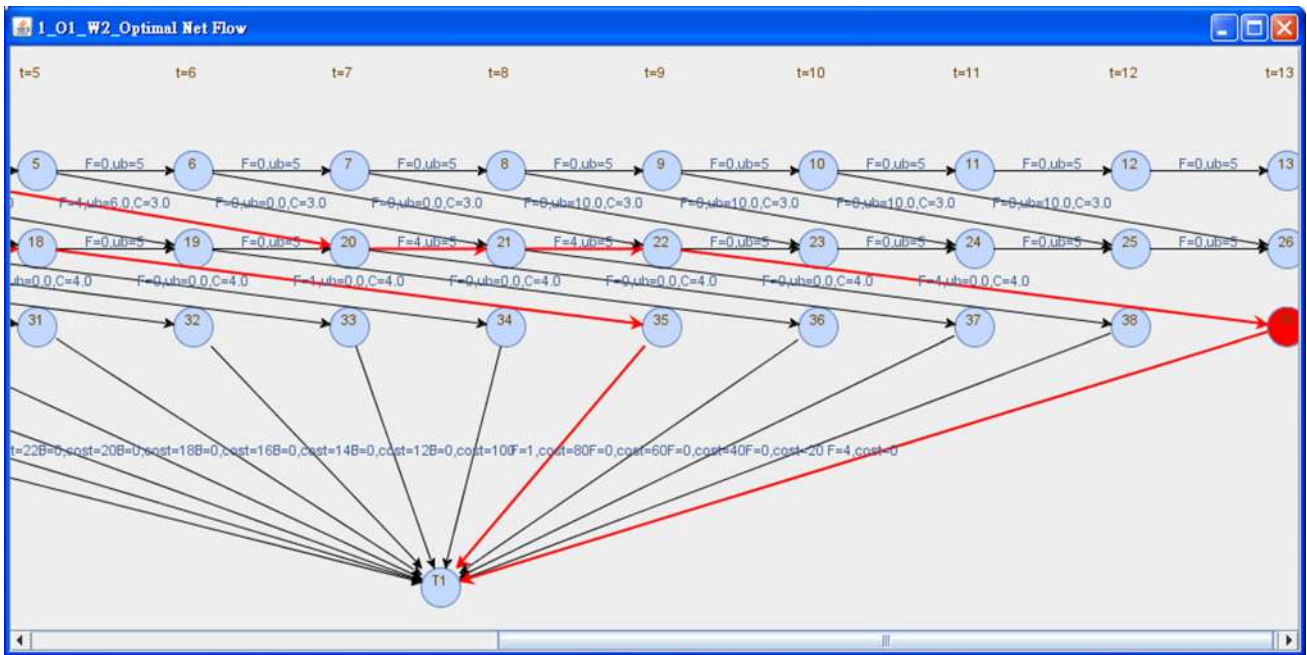 1_O1_W2_Optimal Net Flow
t=5 t=6 t=7 t=8 t=9 t=10 t=11 t=12 t=13
5 F=0,ub=5 6 F=0,ub=5 7 F=0,ub=5 8 F=0,ub=5 9 F=0,ub=5 10 F=0,ub=5 11 F=0,ub=5 12 F=0,ub=5 13
F=1,ub=6.0,C=3.0 F=0,ub=0.0,C=3.0 F=0,ub=0.0,C=3.0 F=0,ub=10.0,C=3.0 F=0,ub=10.0,C=3.0 F=0,ub=10.0,C=3.0 F=0,ub=10.0,C=3.0
18 F=0,ub=5 19 F=0,ub=5 20 F=4,ub=5 21 F=4,ub=5 22 F=0,ub=5 23 F=0,ub=5 24 F=0,ub=5 25 F=0,ub=5 26
ub=0.0,C=4.0 F=0,ub=0.0,C=4.0 F=1,ub=0.0,C=4.0 F=0,ub=0.0,C=4.0 F=0,ub=0.0,C=4.0 F=0,ub=0.0,C=4.0 F=4,ub=0.0,C=4.0
31 32 33 34 35 36 37 38
t=22B=0,cost=20B=0,cost=18B=0,cost=16B=0,cost=14B=0,cost=12B=0,cost=100F=1,cost=80F=0,cost=60F=0,cost=40F=0,cost=20 F=4,cost=0
T1